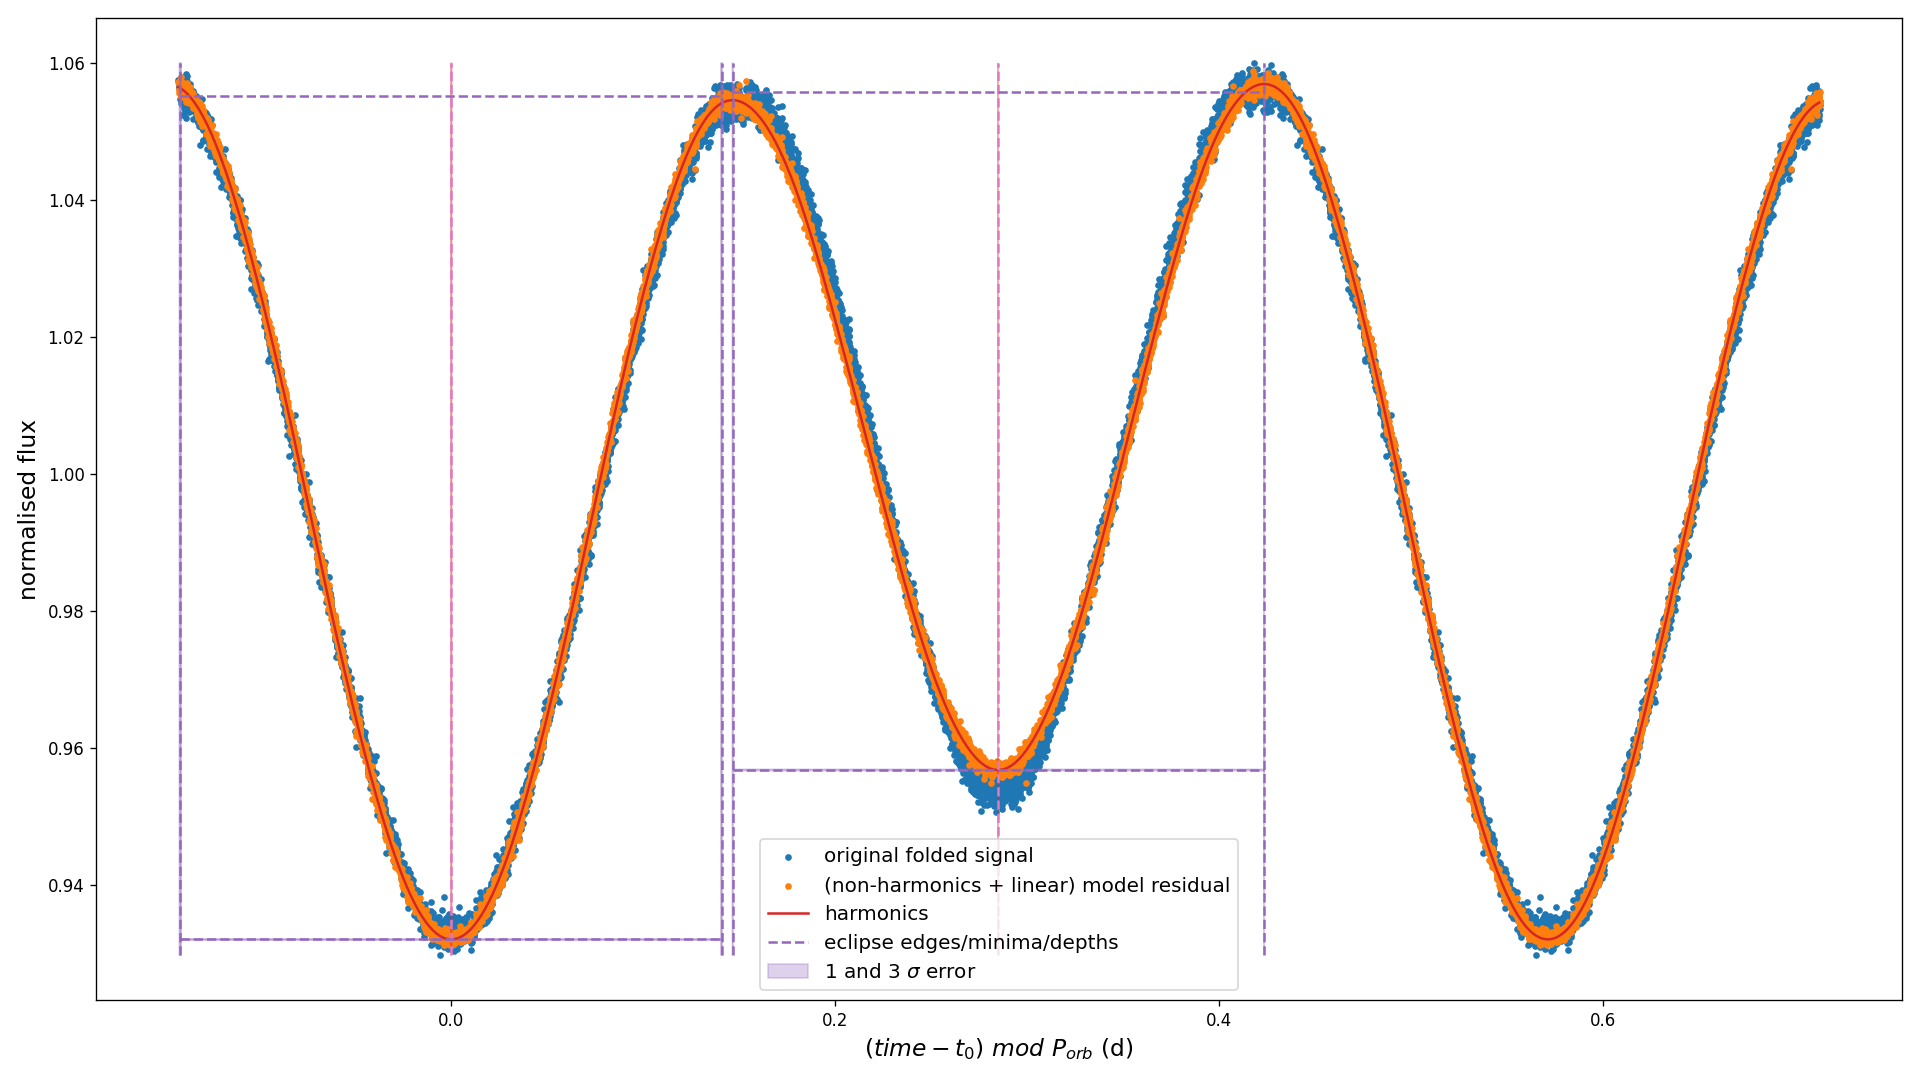 1.06
1.04
1.02
1.00
0.98
0.96
0.94
normalised flux
original folded signal
(non-harmonics + linear) model residual
harmonics
eclipse edges/minima/depths
1 and 3 σ error
0.0 0.2 0.4 0.6
(time − t₀) mod Pₒᵣb (d)